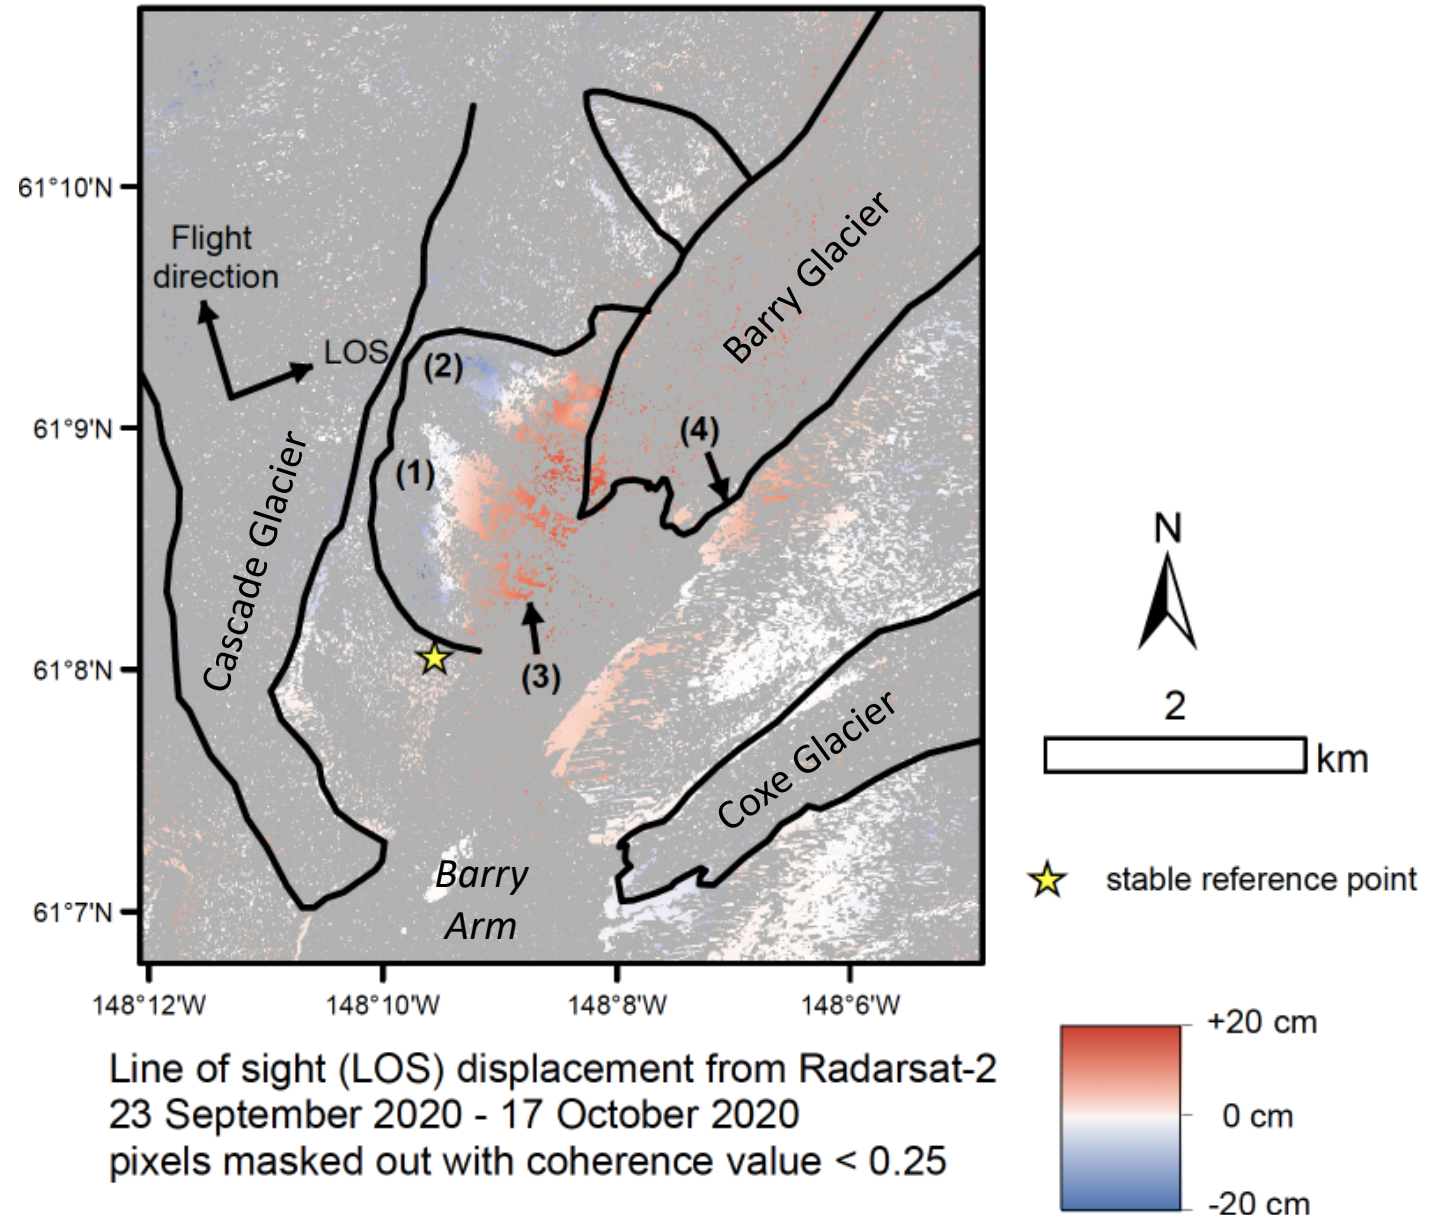 61°10'N
Flight
direction
LOS
Barry Glacier
(2)
61°9'N
(4)
(1)
Cascade Glacier
N
61°8'N
(3)
2
km
Coxe Glacier
Barry
Arm
stable reference point
61°7'N
148°12'W
148°10'W
148°8'W
148°6'W
+20 cm
0 cm
-20 cm
Line of sight (LOS) displacement from Radarsat-2
23 September 2020 - 17 October 2020
pixels masked out with coherence value < 0.25